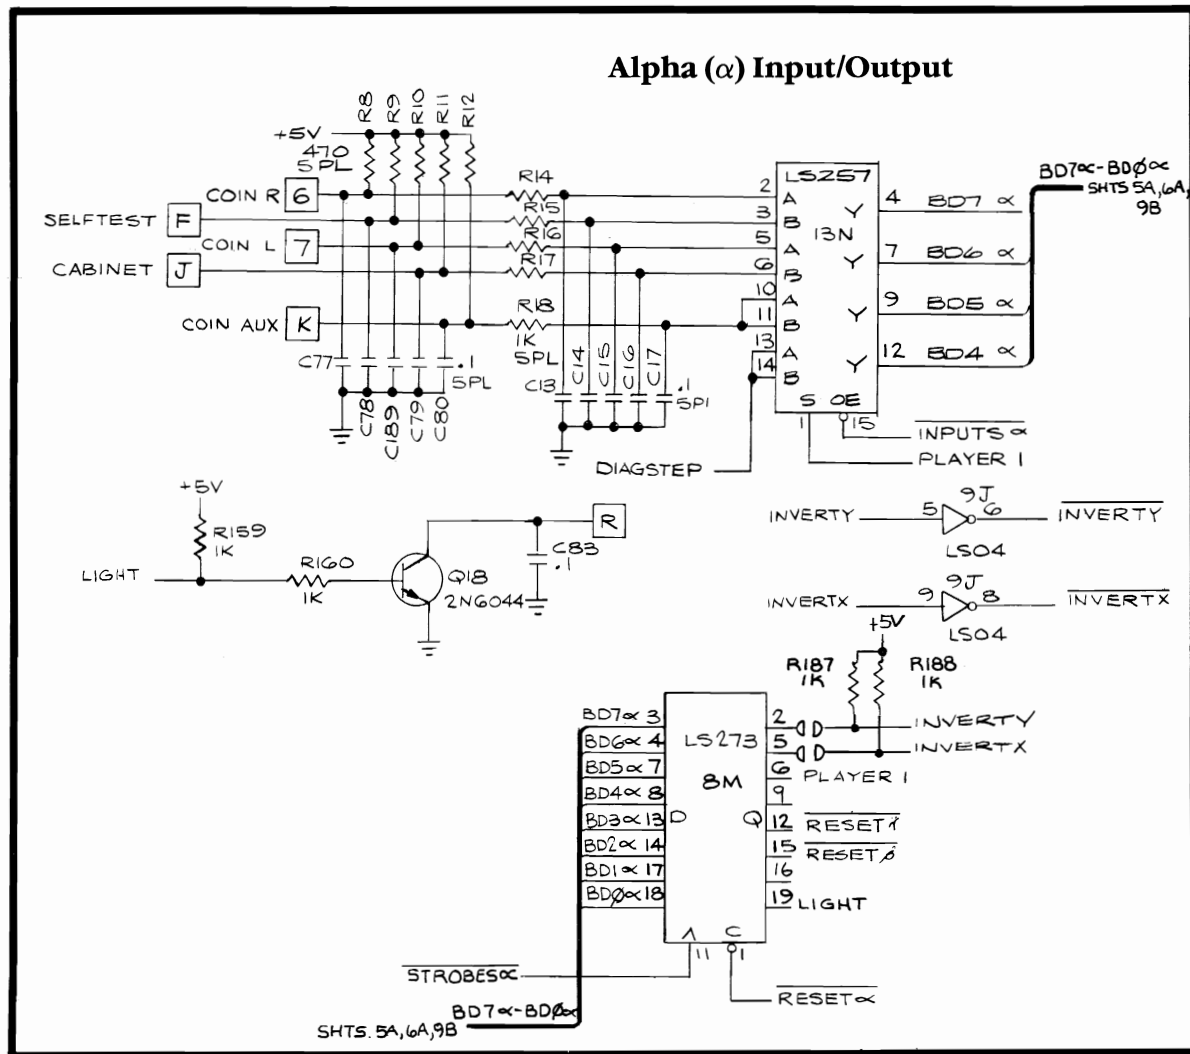 Alpha (α) Input/Output
R8
R9
R10
R11
R12
+5V
470
5 PL
COIN R 6
SELFTEST F
COIN L 7
CABINET J
COIN AUX K
R14
R15
R16
R17
R18
1K
5PL
C77
C78
C189
C79
C80
.1
5PL
C13
C14
C15
C16
C17
.1
5Pl
DIAGSTEP
LS257
13N
2 A
3 B
5 A
6 B
10 A
11 B
13 A
14 B
Y 4 BD7 α
Y 7 BD6 α
Y 9 BD5 α
Y 12 BD4 α
S OE
1 15
BD7α-BDØα
SHTS 5A, 6A,
9B
INPUTS α
PLAYER 1
+5V
R159
1K
LIGHT
R160
1K
Q18
2N6044
C83
.1
R
9J
INVERTY 5 6 INVERTY
LS04
9J
INVERTX 9 8 INVERTX
LS04
+5V
R187
1K
R188
1K
BD7α 3
BD6α 4
BD5α 7
BD4α 8
BD3α 13
BD2α 14
BD1α 17
BDØα 18
LS273
8M
D Q
Λ C
11 1
2 INVERTY
5 INVERTX
6 PLAYER 1
9
12 RESET1
15 RESETØ
16
19 LIGHT
STROBESα
RESETα
BD7α-BDØα
SHTS. 5A, 6A, 9B